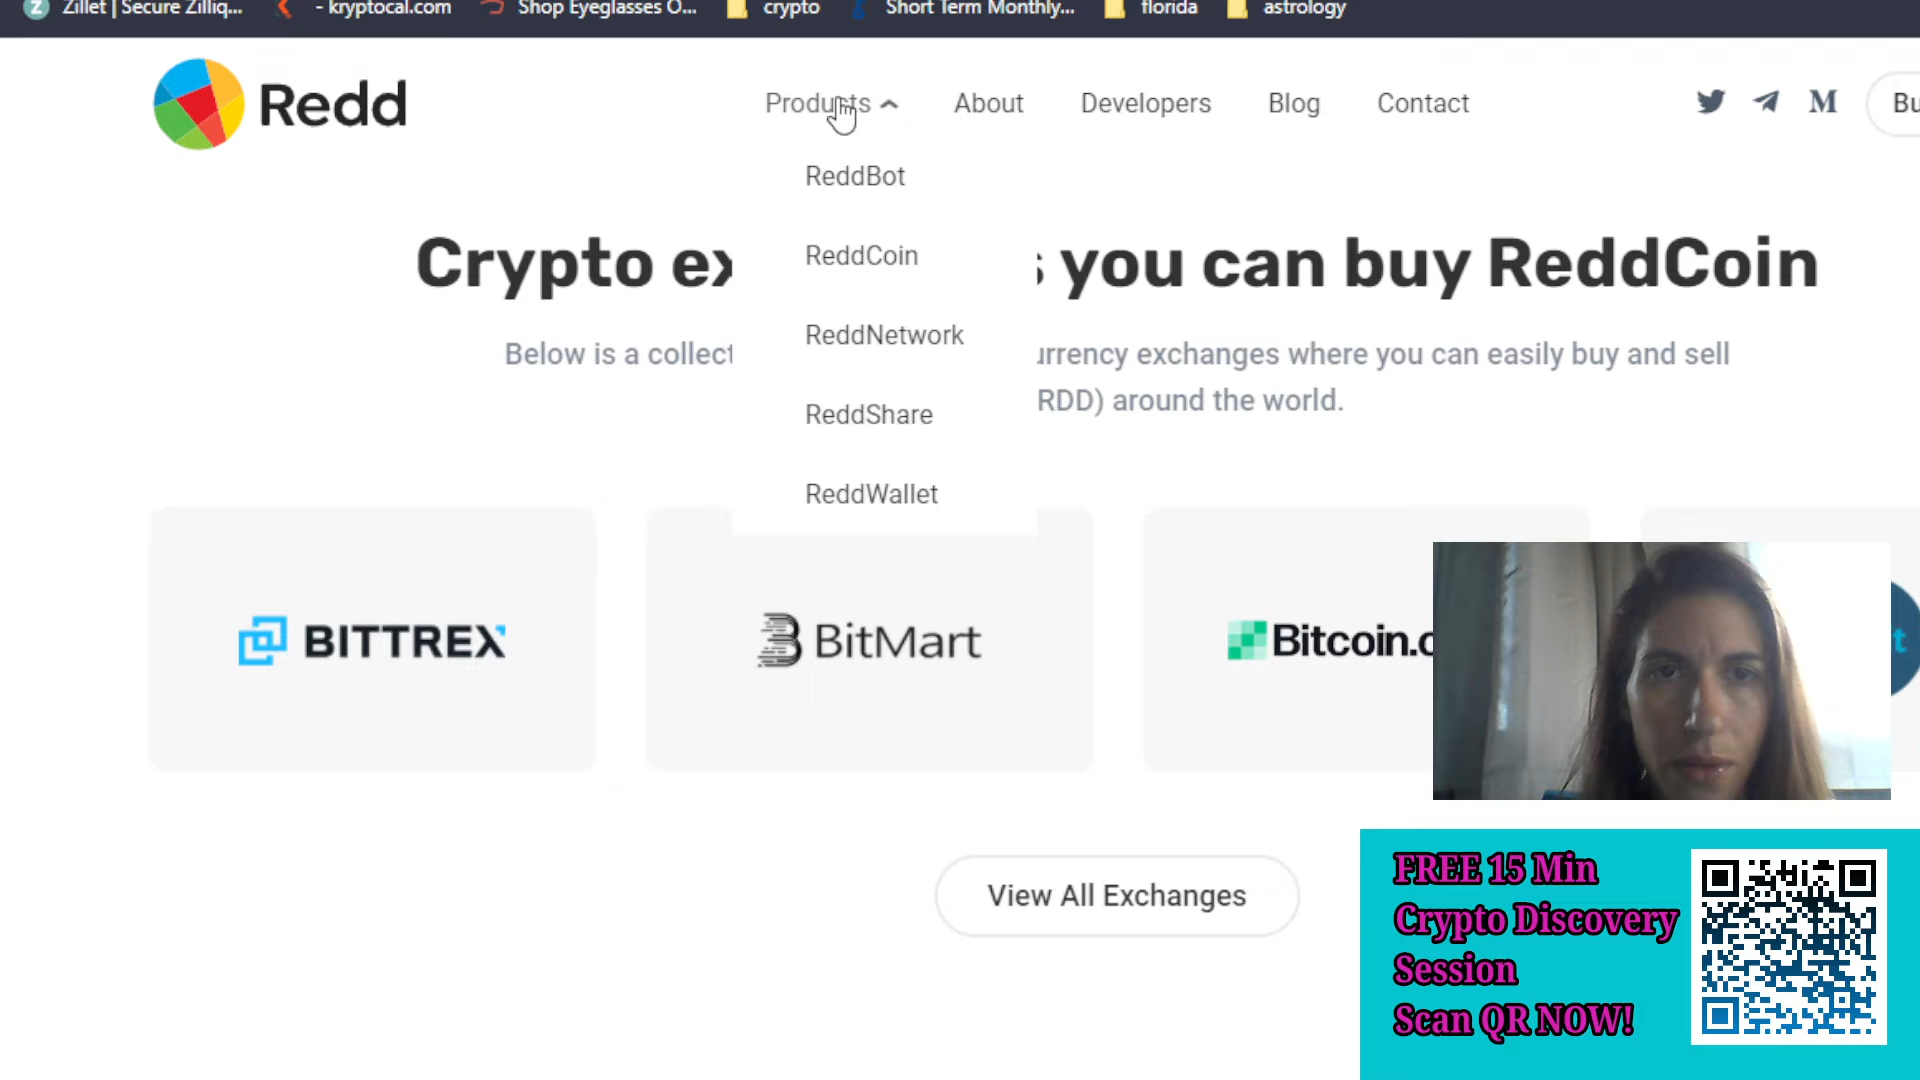 Zillet | Secure Zilliq...
- kryptocal.com
Shop Eyeglasses O...
crypto
Short Term Monthly...
florida
astrology
Redd
Products
About
Developers
Blog
Contact
Bu
ReddBot
ReddCoin
ReddNetwork
ReddShare
ReddWallet
Crypto ex s you can buy ReddCoin
Below is a collect urrency exchanges where you can easily buy and sell
RDD) around the world.
BITTREX
BitMart
Bitcoin.c
t
View All Exchanges
FREE 15 Min
Crypto Discovery
Session
Scan QR NOW!